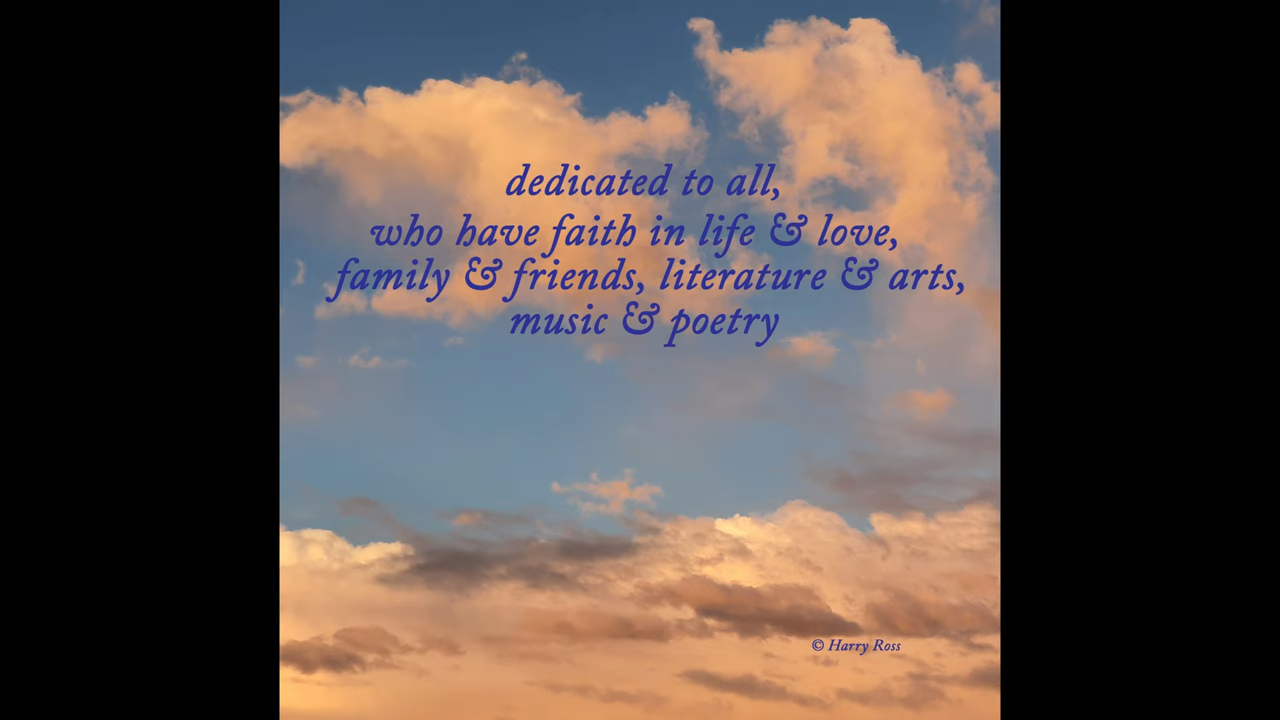 dedicated to all,
who have faith in life & love,
family & friends, literature & arts,
music & poetry
© Harry Ross